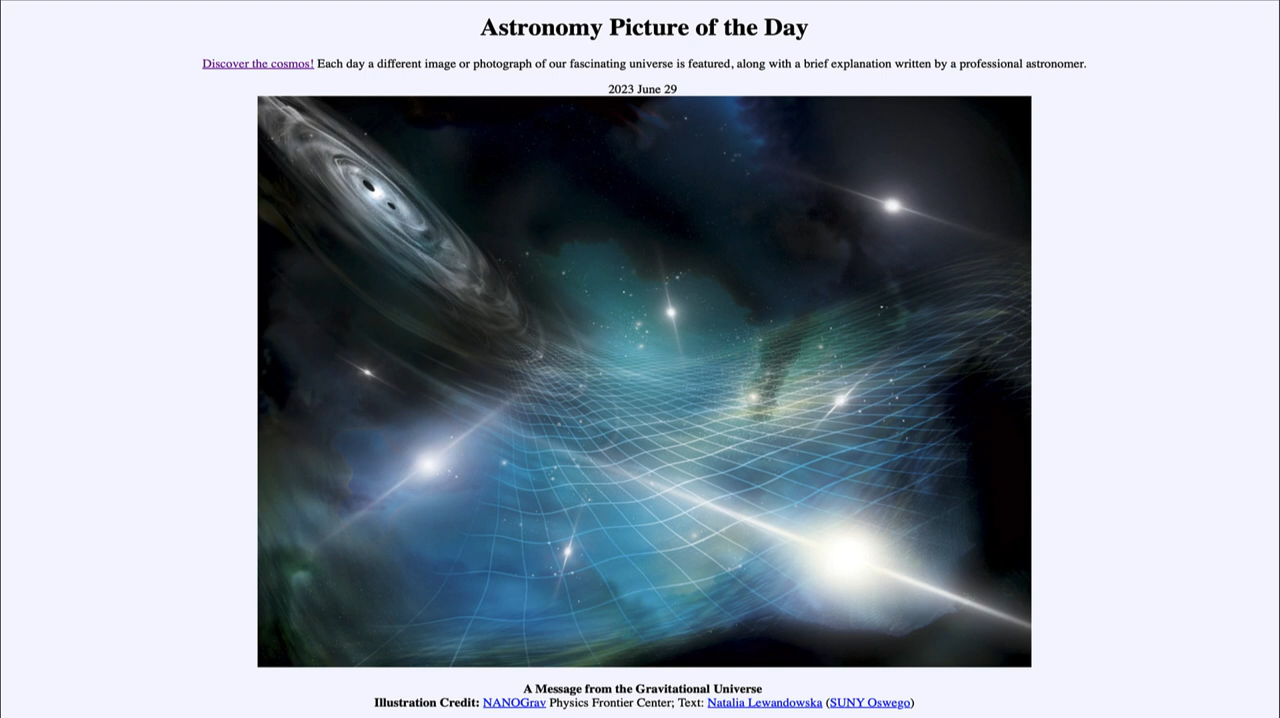 Astronomy Picture of the Day
Discover the cosmos! Each day a different image or photograph of our fascinating universe is featured, along with a brief explanation written by a professional astronomer.
2023 June 29
A Message from the Gravitational Universe
Illustration Credit: NANOGrav Physics Frontier Center; Text: Natalia Lewandowska (SUNY Oswego)